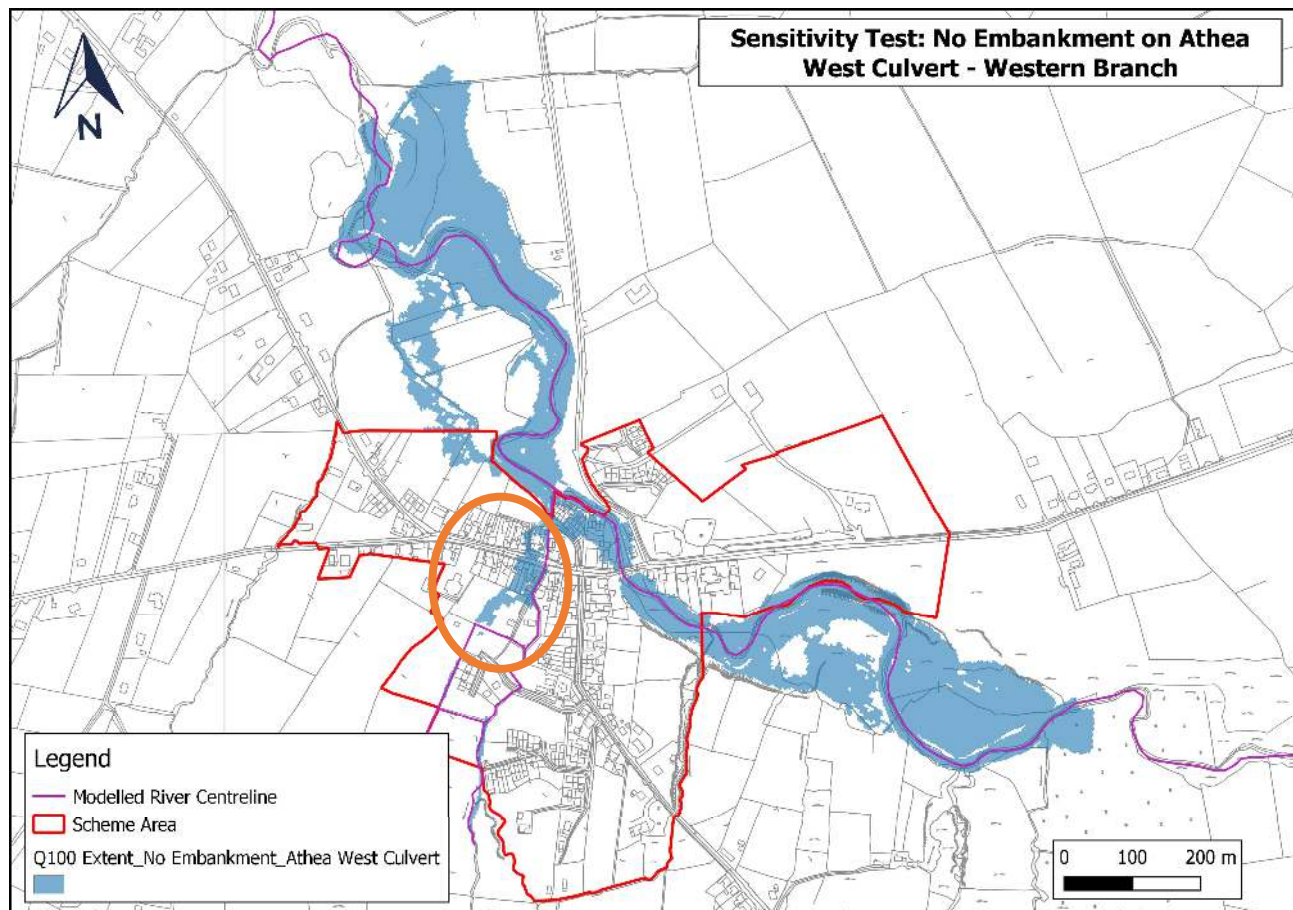 Sensitivity Test: No Embankment on Athea
West Culvert - Western Branch
N
Legend
Modelled River Centreline
Scheme Area
Q100 Extent_No Embankment_Athea West Culvert
0 100 200 m